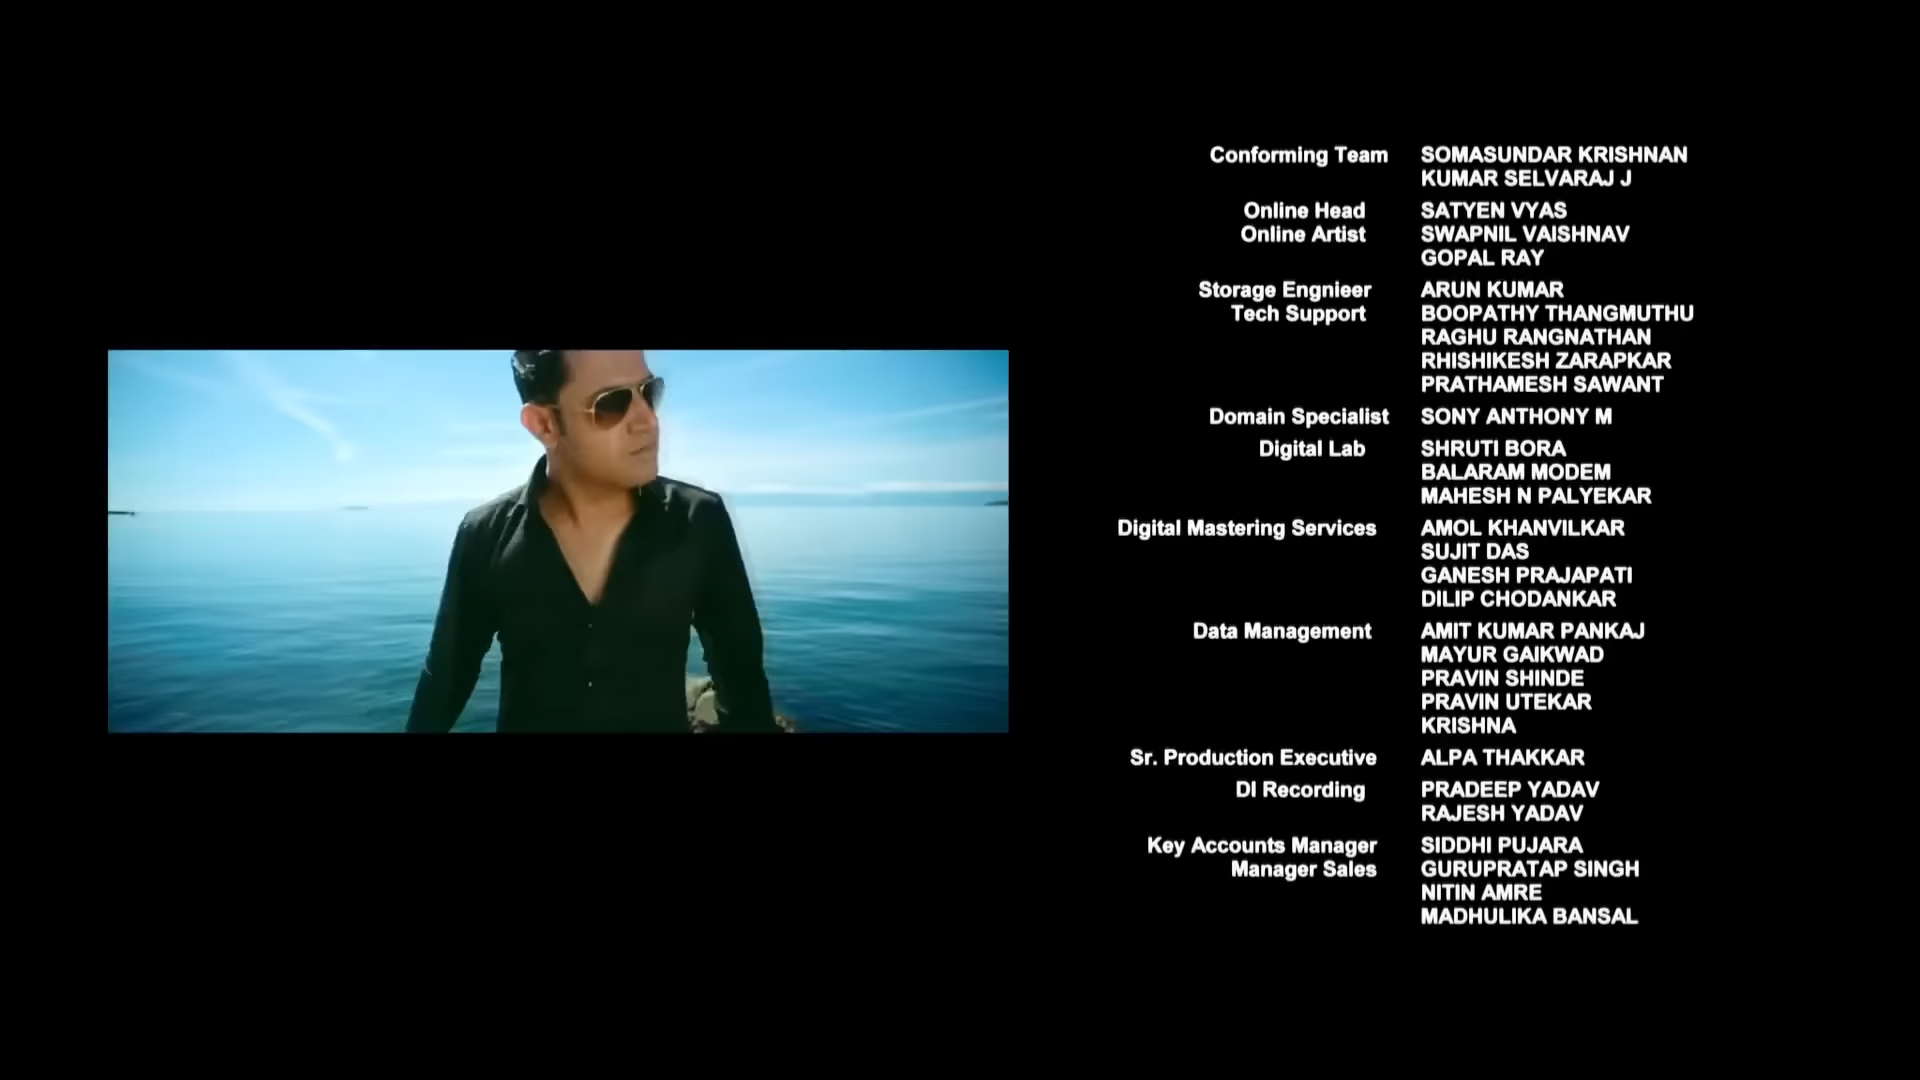 Conforming Team SOMASUNDAR KRISHNAN
KUMAR SELVARAJ J
Online Head SATYEN VYAS
Online Artist SWAPNIL VAISHNAV
GOPAL RAY
Storage Engnieer ARUN KUMAR
Tech Support BOOPATHY THANGMUTHU
RAGHU RANGNATHAN
RHISHIKESH ZARAPKAR
PRATHAMESH SAWANT
Domain Specialist SONY ANTHONY M
Digital Lab SHRUTI BORA
BALARAM MODEM
MAHESH N PALYEKAR
Digital Mastering Services AMOL KHANVILKAR
SUJIT DAS
GANESH PRAJAPATI
DILIP CHODANKAR
Data Management AMIT KUMAR PANKAJ
MAYUR GAIKWAD
PRAVIN SHINDE
PRAVIN UTEKAR
KRISHNA
Sr. Production Executive ALPA THAKKAR
DI Recording PRADEEP YADAV
RAJESH YADAV
Key Accounts Manager SIDDHI PUJARA
Manager Sales GURUPRATAP SINGH
NITIN AMRE
MADHULIKA BANSAL